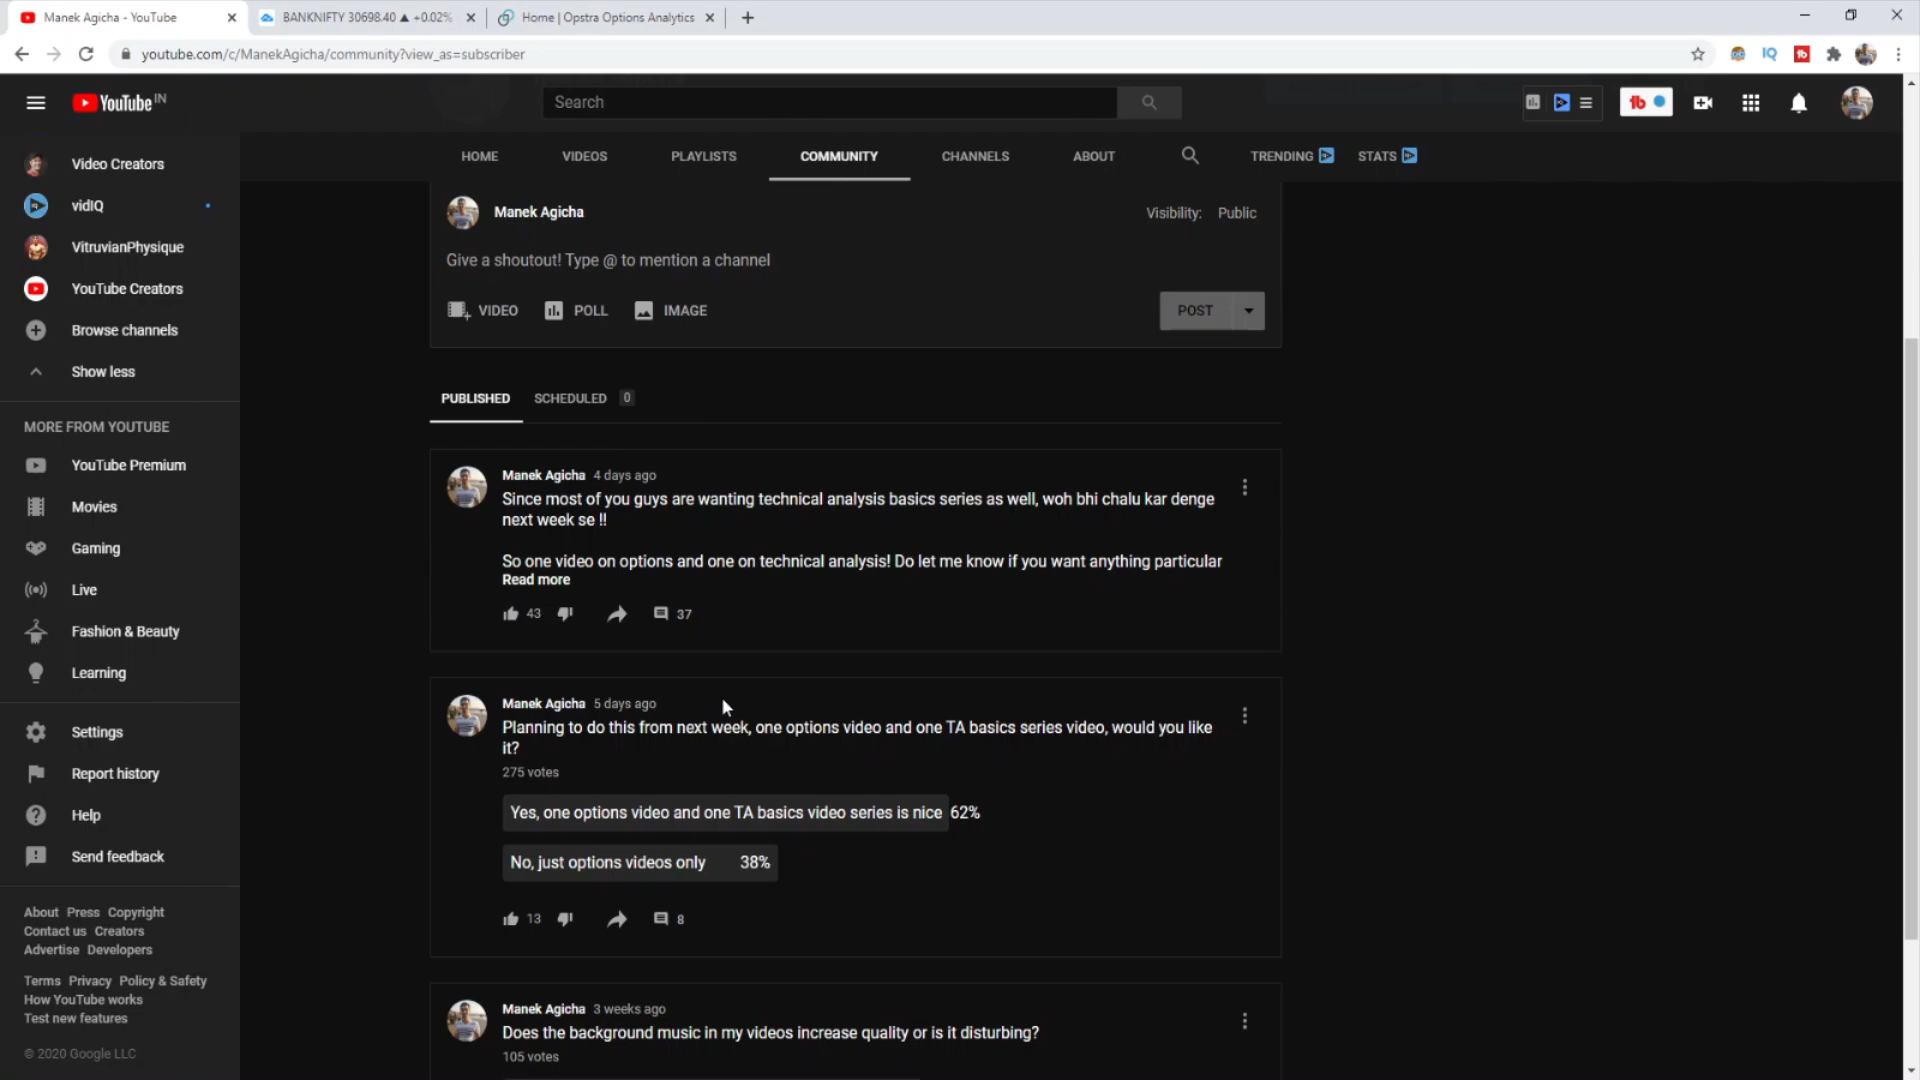 Manek Agicha - YouTube
BANKNIFTY 30698.40 ▲ +0.02%
Home | Opstra Options Analytics
youtube.com/c/ManekAgicha/community?view_as=subscriber
YouTube IN
Search
HOME
VIDEOS
PLAYLISTS
COMMUNITY
CHANNELS
ABOUT
TRENDING
STATS
Video Creators
vidIQ
VitruvianPhysique
YouTube Creators
Browse channels
Show less
MORE FROM YOUTUBE
YouTube Premium
Movies
Gaming
Live
Fashion & Beauty
Learning
Settings
Report history
Help
Send feedback
About Press Copyright
Contact us Creators
Advertise Developers
Terms Privacy Policy & Safety
How YouTube works
Test new features
© 2020 Google LLC
Manek Agicha
Visibility: Public
Give a shoutout! Type @ to mention a channel
VIDEO
POLL
IMAGE
POST
PUBLISHED
SCHEDULED 0
Manek Agicha 4 days ago
Since most of you guys are wanting technical analysis basics series as well, woh bhi chalu kar denge
next week se !!
So one video on options and one on technical analysis! Do let me know if you want anything particular
Read more
43
37
Manek Agicha 5 days ago
Planning to do this from next week, one options video and one TA basics series video, would you like
it?
275 votes
Yes, one options video and one TA basics video series is nice 62%
No, just options videos only 38%
13
8
Manek Agicha 3 weeks ago
Does the background music in my videos increase quality or is it disturbing?
105 votes